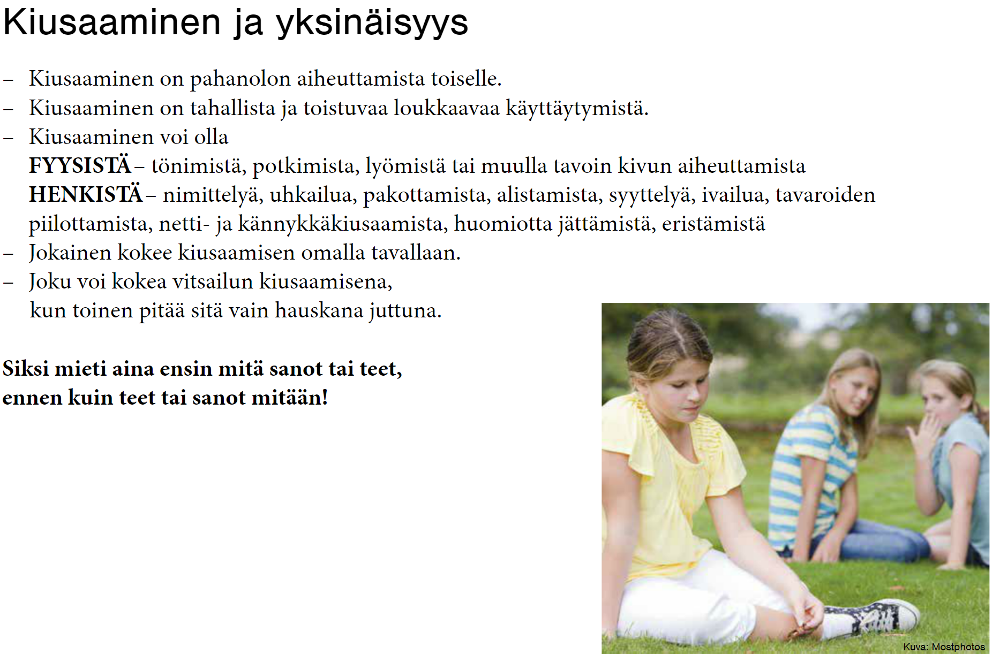 Kiusaaminen ja yksinäisyys
– Kiusaaminen on pahanolon aiheuttamista toiselle.
– Kiusaaminen on tahallista ja toistuvaa loukkaavaa käyttäytymistä.
– Kiusaaminen voi olla
FYYSISTÄ – tönimistä, potkimista, lyömistä tai muulla tavoin kivun aiheuttamista
HENKISTÄ – nimittelyä, uhkailua, pakottamista, alistamista, syyttelyä, ivailua, tavaroiden
piilottamista, netti- ja kännykkäkiusaamista, huomiotta jättämistä, eristämistä
– Jokainen kokee kiusaamisen omalla tavallaan.
– Joku voi kokea vitsailun kiusaamisena,
kun toinen pitää sitä vain hauskana juttuna.
Siksi mieti aina ensin mitä sanot tai teet,
ennen kuin teet tai sanot mitään!
Kuva: Mostphotos